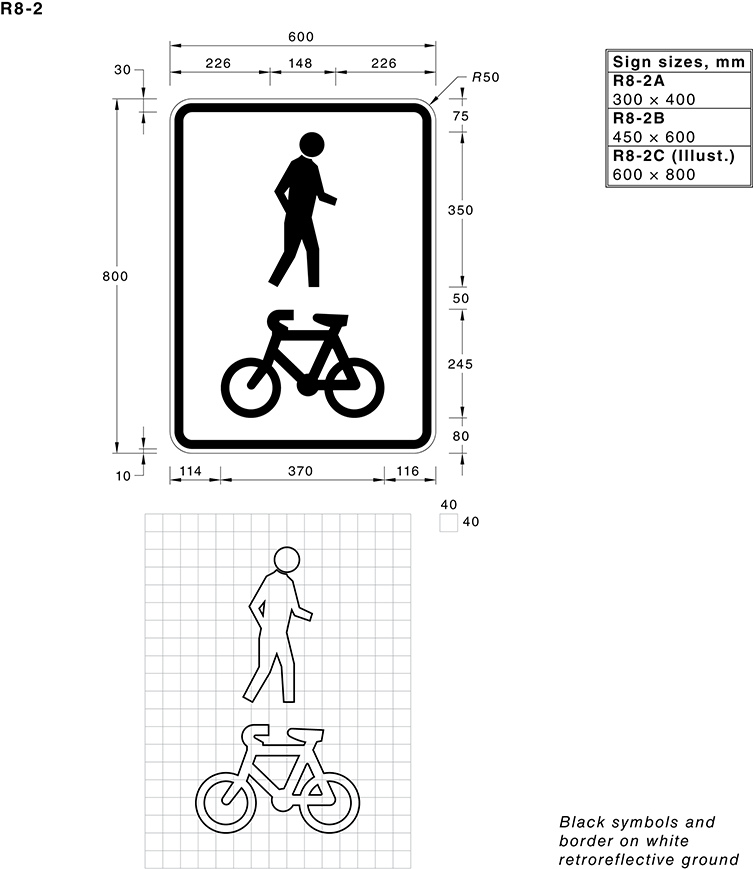 R8-2
600
226 148 226
30
R50
75
350
800
50
245
80
10
114 370 116
Sign sizes, mm
R8-2A
300 × 400
R8-2B
450 × 600
R8-2C (Illust.)
600 × 800
40
40
Black symbols and
border on white
retroreflective ground